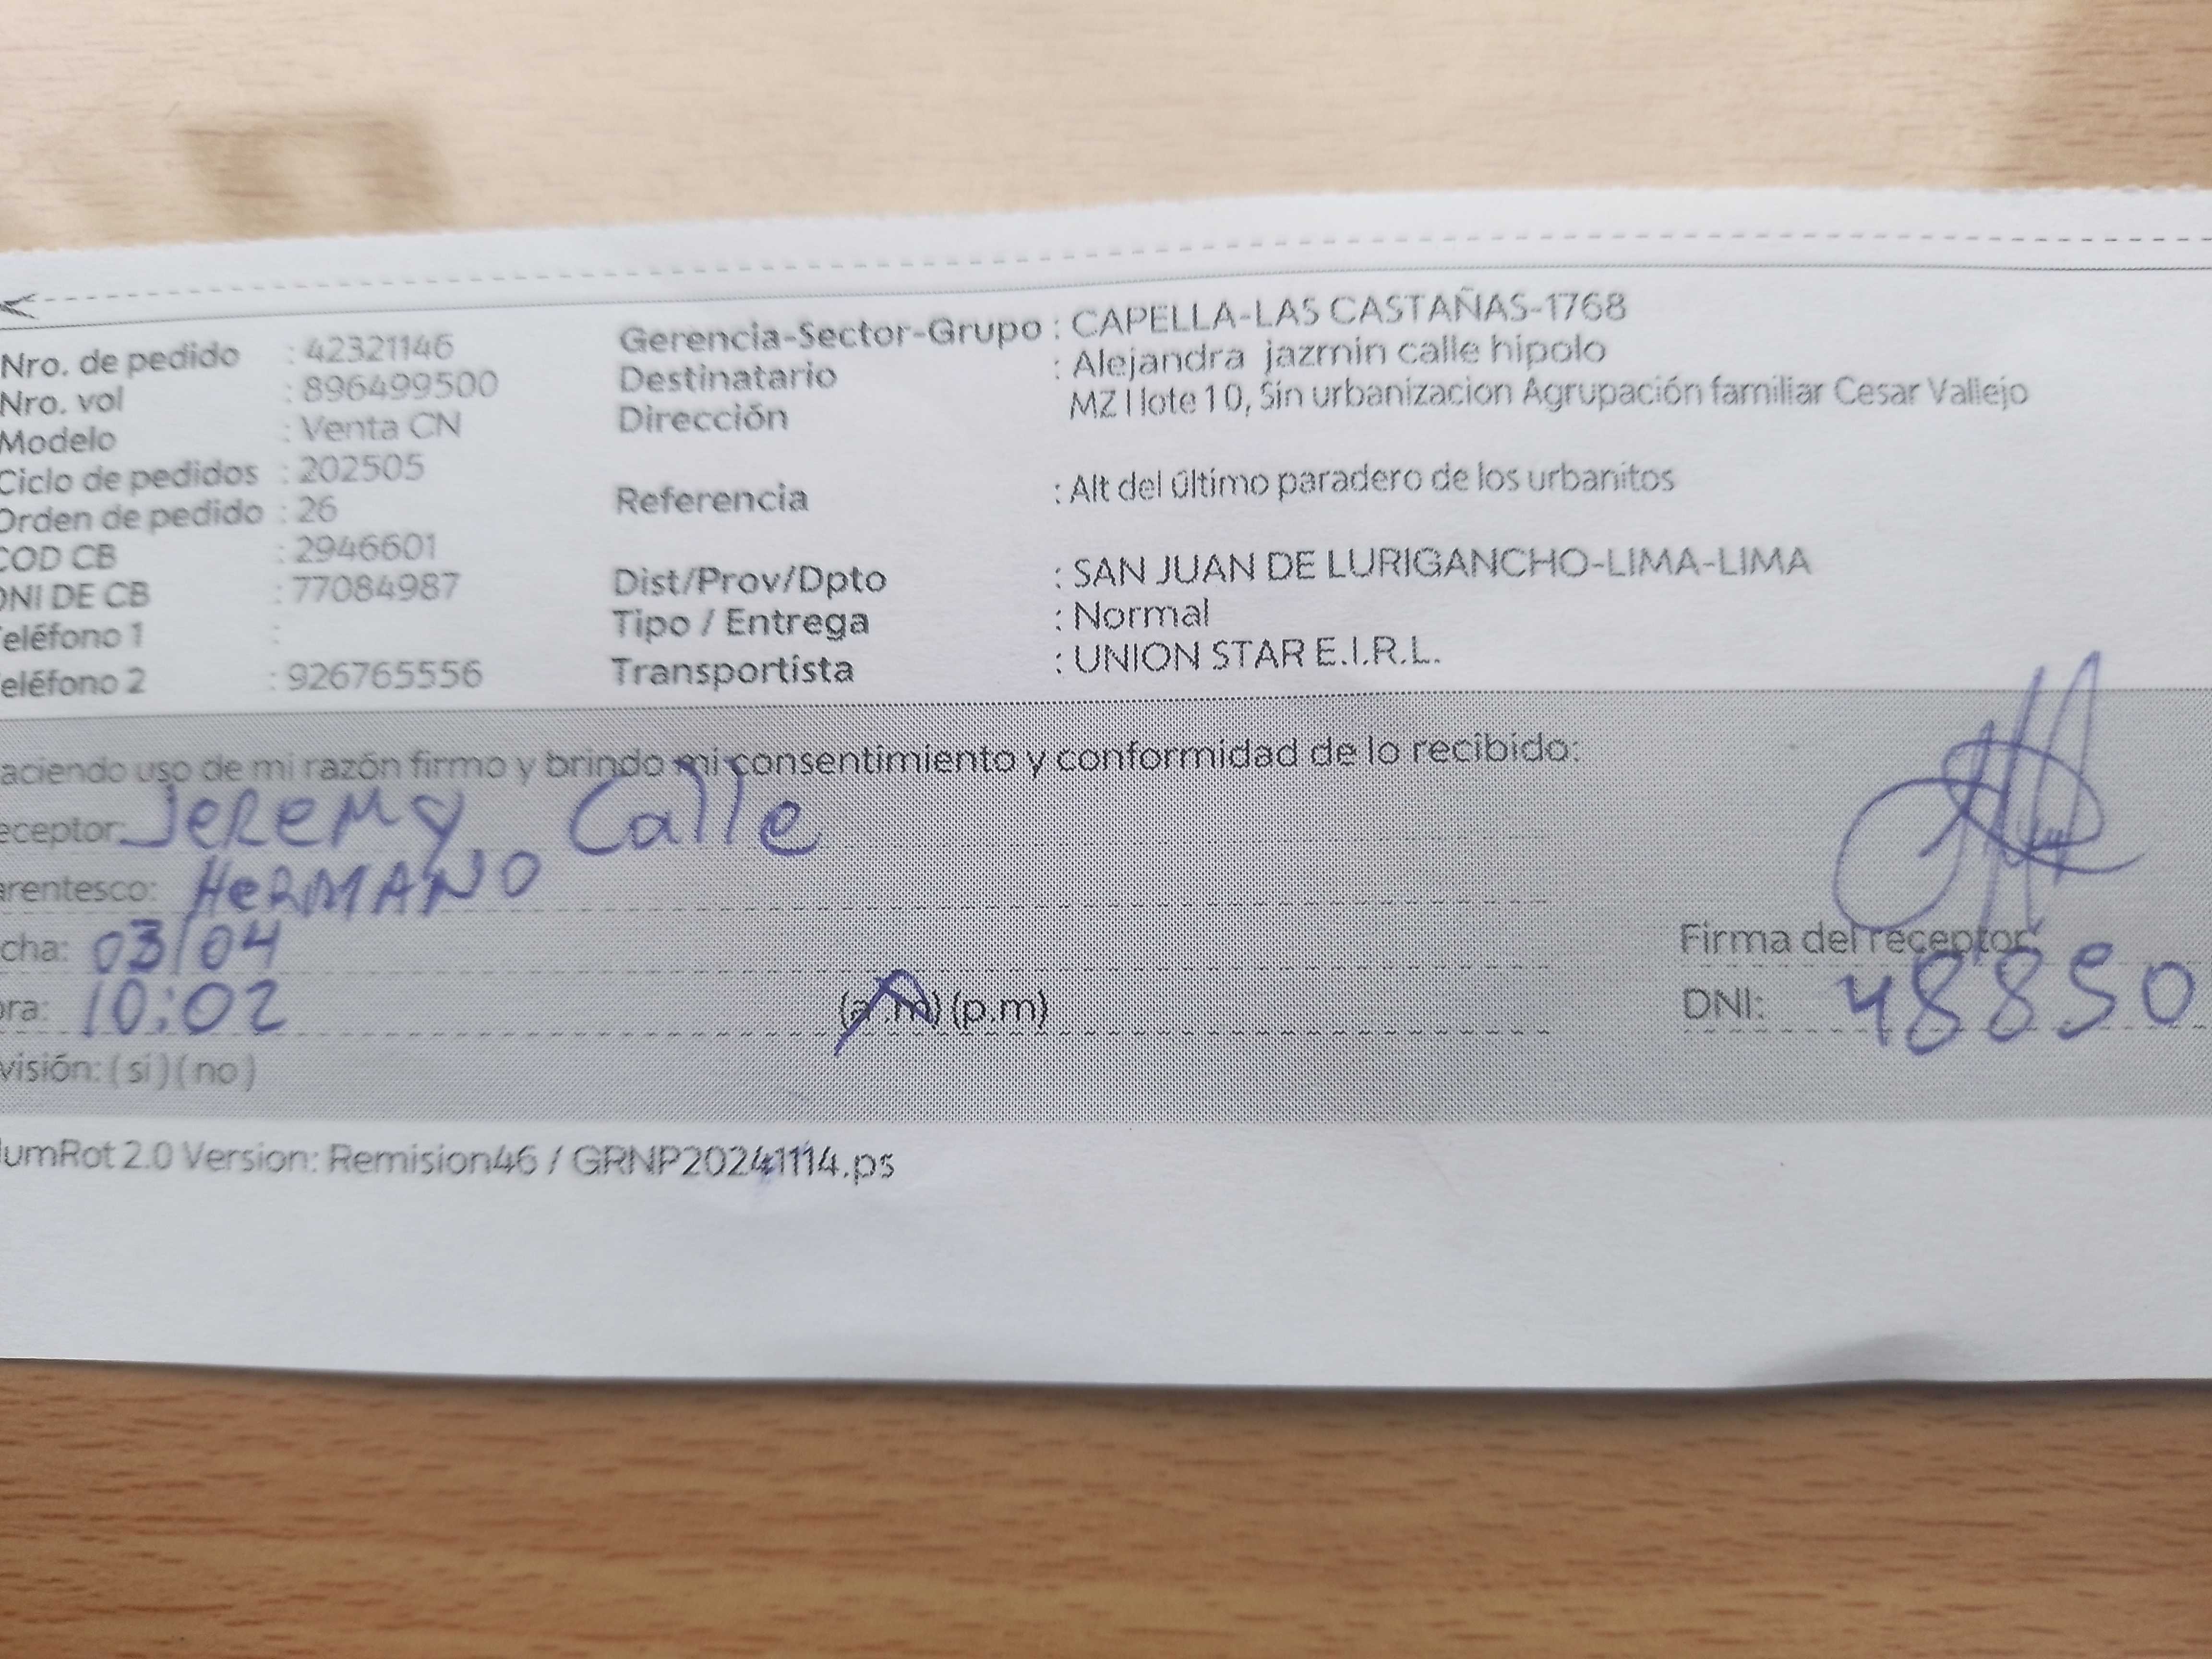 Nro. de pedido : 42321146
Nro. vol : 896499500
Modelo : Venta CN
Ciclo de pedidos : 202505
Orden de pedido : 26
COD CB : 2946601
DNI DE CB : 77084987
Teléfono 1 :
eléfono 2 : 926765556
Gerencia-Sector-Grupo : CAPELLA-LAS CASTAÑAS-1768
Destinatario : Alejandra jazmin calle hipolo
Dirección MZ I lote 10, Sin urbanizacion Agrupación familiar Cesar Vallejo
Referencia : Alt del último paradero de los urbanitos
Dist/Prov/Dpto : SAN JUAN DE LURIGANCHO-LIMA-LIMA
Tipo / Entrega : Normal
Transportista : UNION STAR E.I.R.L.
aciendo uso de mi razón firmo y brindo mi consentimiento y conformidad de lo recibido:
eceptor: JEREMY Calle
arentesco: HERMANO
cha: 03/04
ora: 10:02 (a.m) (p.m)
visión: (si) (no)
Firma del receptor
DNI: 48850
umRot 2.0 Version: Remision46 / GRNP20241114.ps